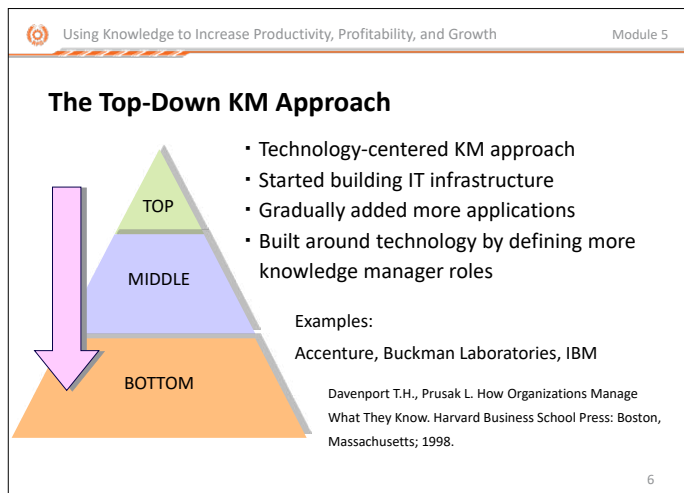 Using Knowledge to Increase Productivity, Profitability, and Growth
Module 5
The Top-Down KM Approach
・Technology-centered KM approach
・Started building IT infrastructure
・Gradually added more applications
・Built around technology by defining more
knowledge manager roles
TOP
MIDDLE
BOTTOM
Examples:
Accenture, Buckman Laboratories, IBM
Davenport T.H., Prusak L. How Organizations Manage
What They Know. Harvard Business School Press: Boston,
Massachusetts; 1998.
6